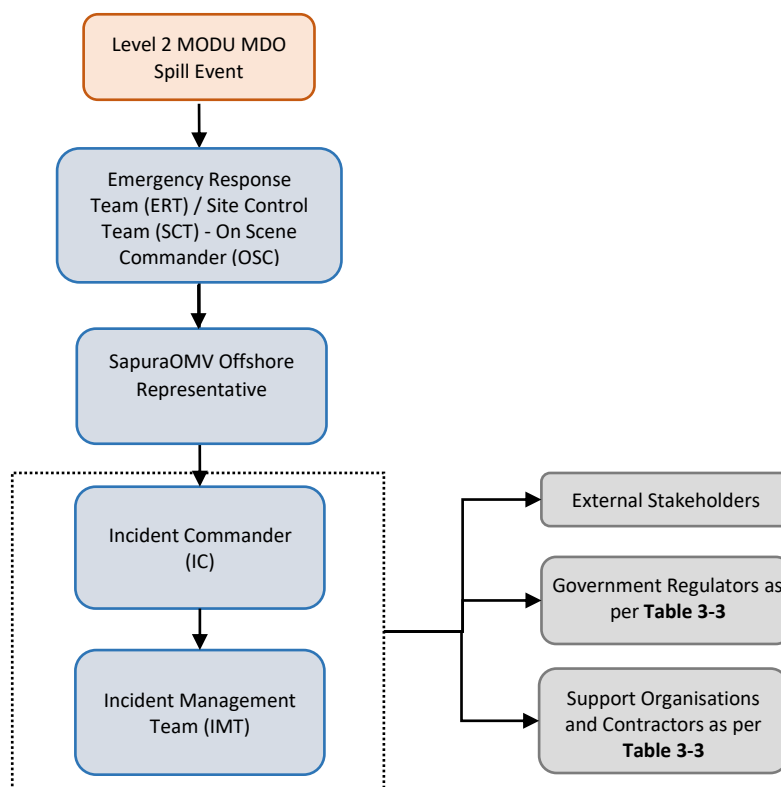 Level 2 MODU MDO
Spill Event
Emergency Response
Team (ERT) / Site Control
Team (SCT) - On Scene
Commander (OSC)
SapuraOMV Offshore
Representative
Incident Commander
(IC)
Incident Management
Team (IMT)
External Stakeholders
Government Regulators as
per Table 3-3
Support Organisations
and Contractors as per
Table 3-3